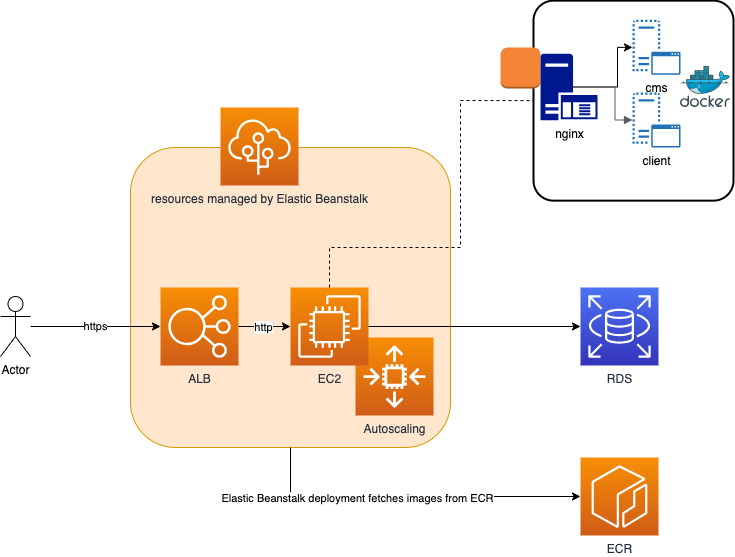 cms
docker
nginx
client
resources managed by Elastic Beanstalk
https
http
Actor
ALB
EC2
RDS
Autoscaling
Elastic Beanstalk deployment fetches images from ECR
ECR